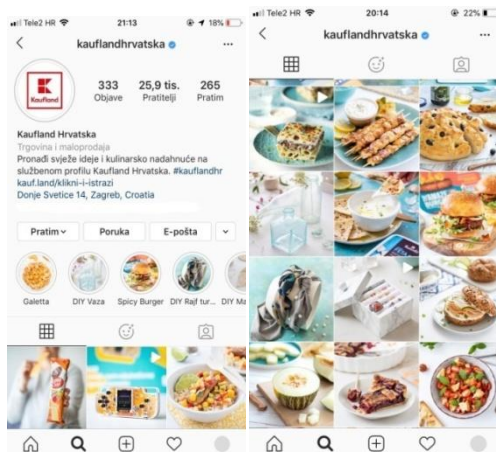 Tele2 HR 21:13 18%
kauflandhrvatska
Kaufland
333 25,9 tis. 265
Objave Pratitelji Pratim
Kaufland Hrvatska
Trgovina i maloprodaja
Pronađi svježe ideje i kulinarsko nadahnuće na
službenom profilu Kaufland Hrvatska. #kauflandhr
kauf.land/klikni-i-istrazi
Donje Svetice 14, Zagreb, Croatia
Pratim Poruka E-pošta
Galetta DIY Vaza Spicy Burger DIY Rajf tur... DIY Ma
Tele2 HR 20:14 22%
kauflandhrvatska